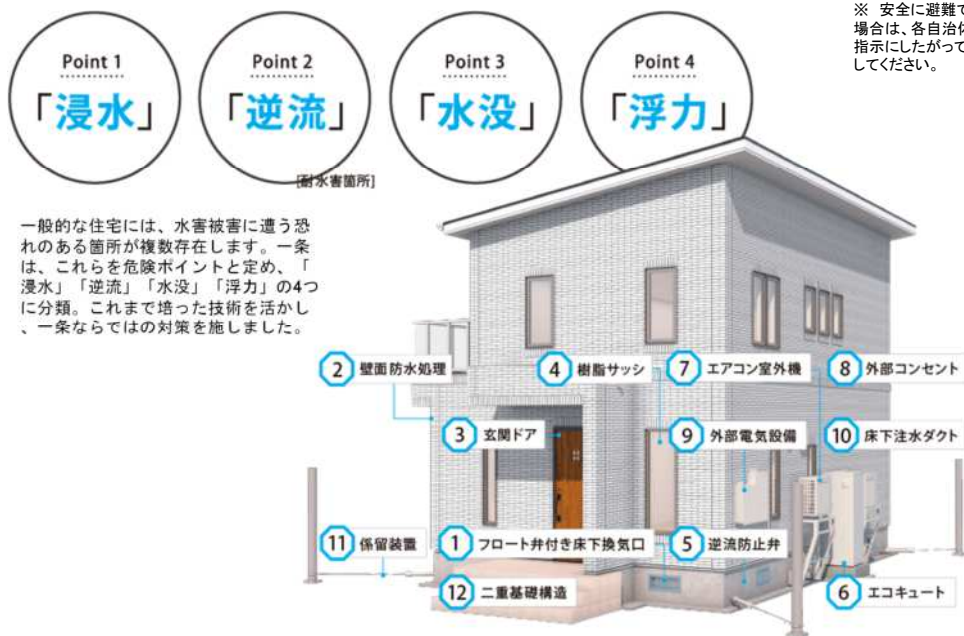 ※ 安全に避難で
場合は、各自治体
指示にしたがって
してください。
Point 1
「浸水」
Point 2
「逆流」
Point 3
「水没」
Point 4
「浮力」
[耐水害箇所]
一般的な住宅には、水害被害に遭う恐
れのある箇所が複数存在します。一条
は、これらを危険ポイントと定め、「
浸水」「逆流」「水没」「浮力」の4つ
に分類。これまで培った技術を活かし
、一条ならではの対策を施しました。
2 壁面防水処理
4 樹脂サッシ
7 エアコン室外機
8 外部コンセント
3 玄関ドア
9 外部電気設備
10 床下注水ダクト
11 係留装置
1 フロート弁付き床下換気口
5 逆流防止弁
12 二重基礎構造
6 エコキュート